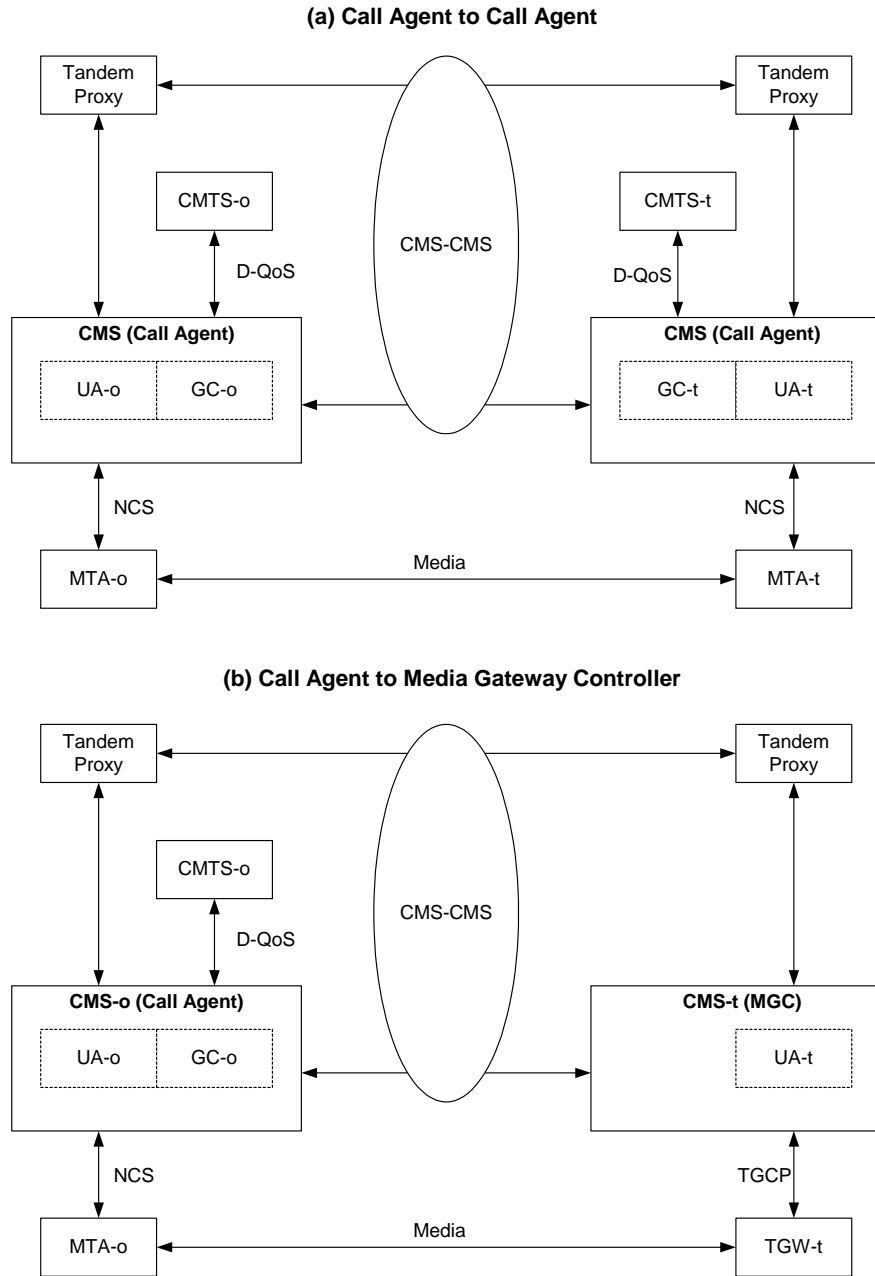 (a) Call Agent to Call Agent
Tandem
Proxy
Tandem
Proxy
CMTS-o
CMTS-t
CMS-CMS
D-QoS
D-QoS
CMS (Call Agent)
CMS (Call Agent)
UA-o
GC-o
GC-t
UA-t
NCS
NCS
Media
MTA-o
MTA-t
(b) Call Agent to Media Gateway Controller
Tandem
Proxy
Tandem
Proxy
CMTS-o
CMS-CMS
D-QoS
CMS-o (Call Agent)
CMS-t (MGC)
UA-o
GC-o
UA-t
NCS
TGCP
Media
MTA-o
TGW-t